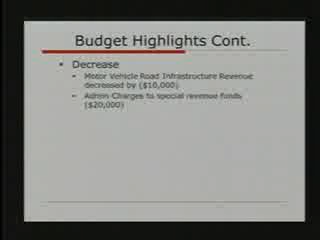 Budget Highlights Cont.
Decrease
Motor Vehicle Road Infrastructure Revenue
decreased by ($10,000)
Admin Charges to special revenue funds
($20,000)